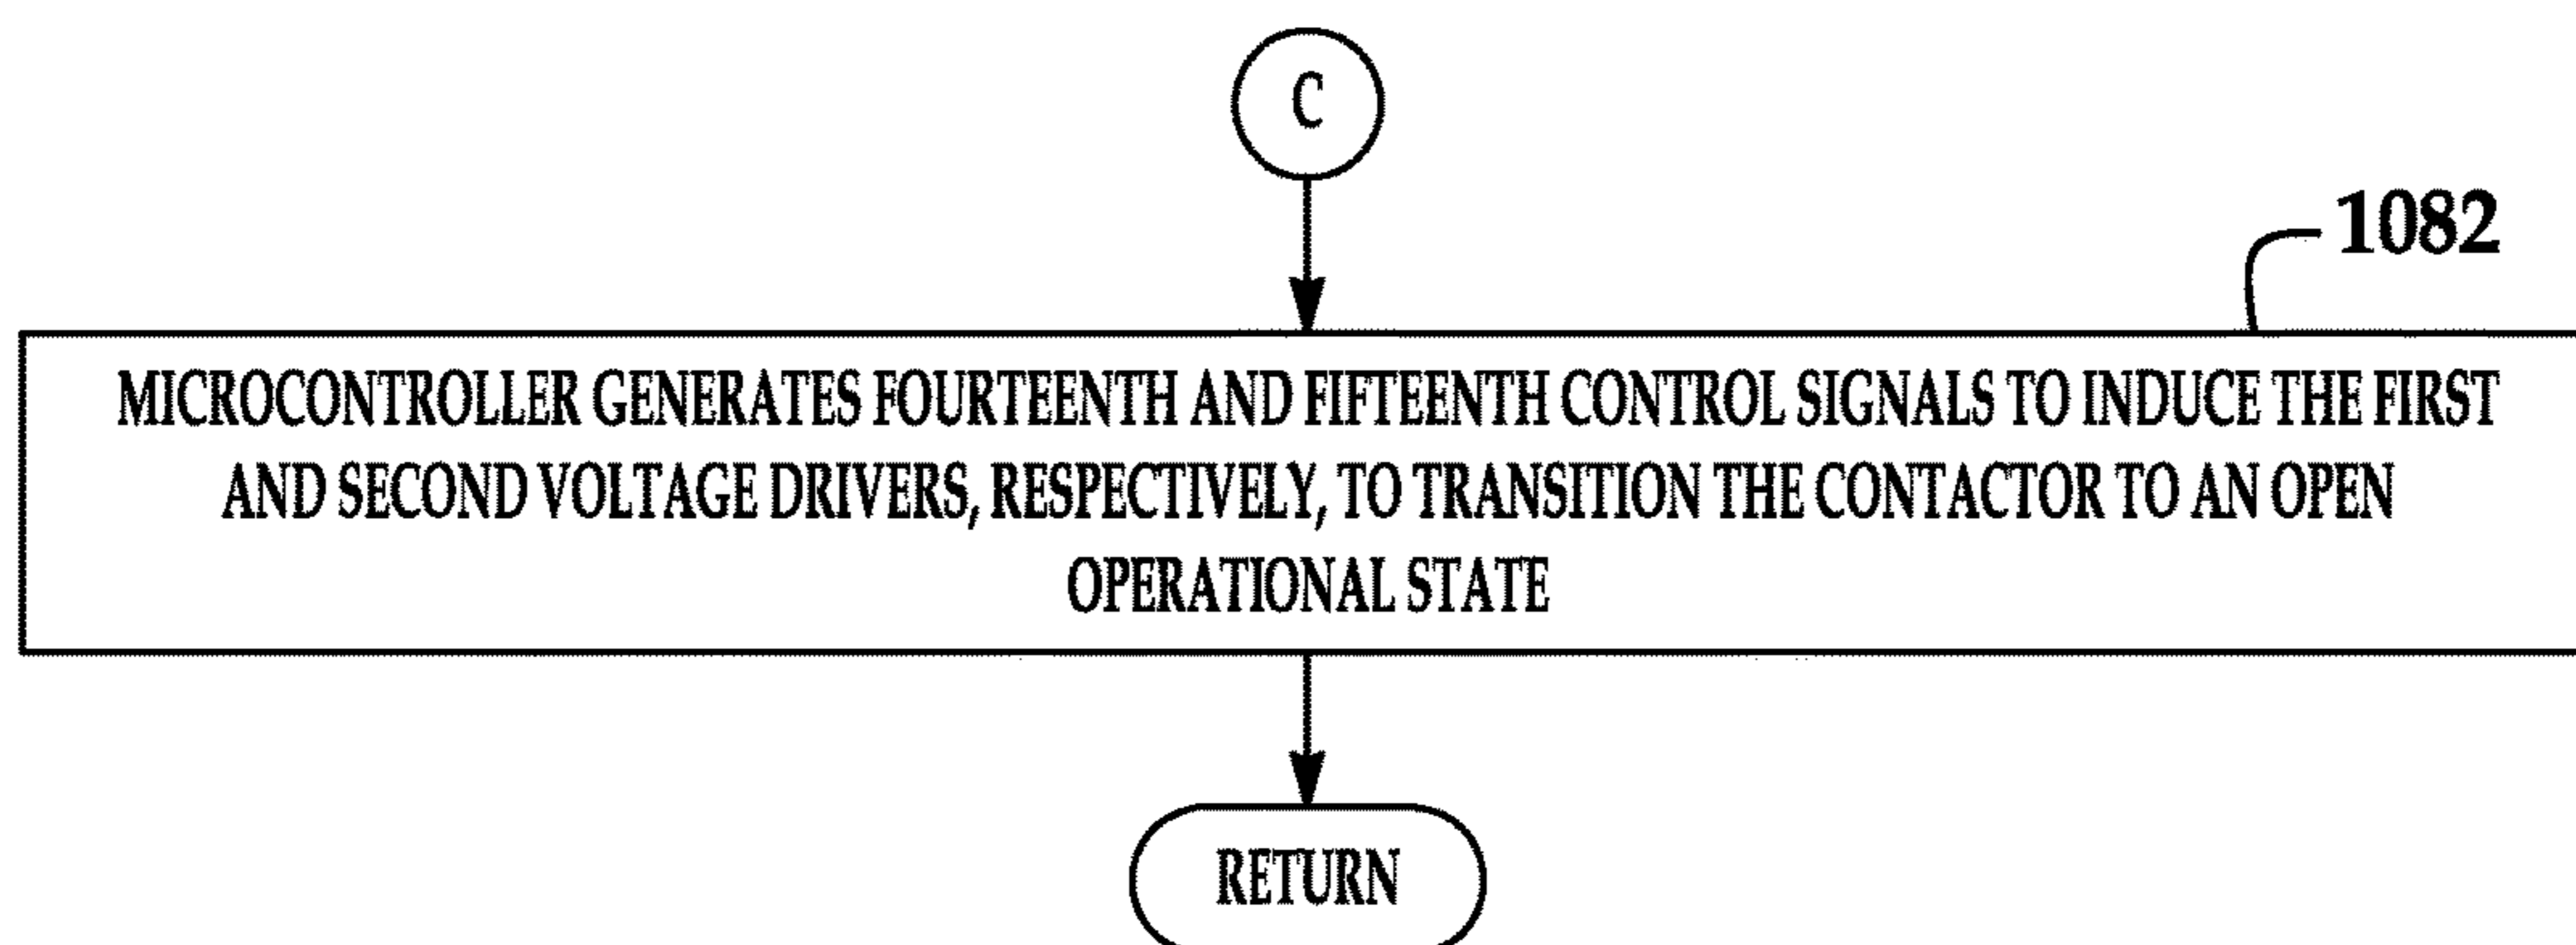 C
1082
MICROCONTROLLER GENERATES FOURTEENTH AND FIFTEENTH CONTROL SIGNALS TO INDUCE THE FIRST
AND SECOND VOLTAGE DRIVERS, RESPECTIVELY, TO TRANSITION THE CONTACTOR TO AN OPEN
OPERATIONAL STATE
RETURN